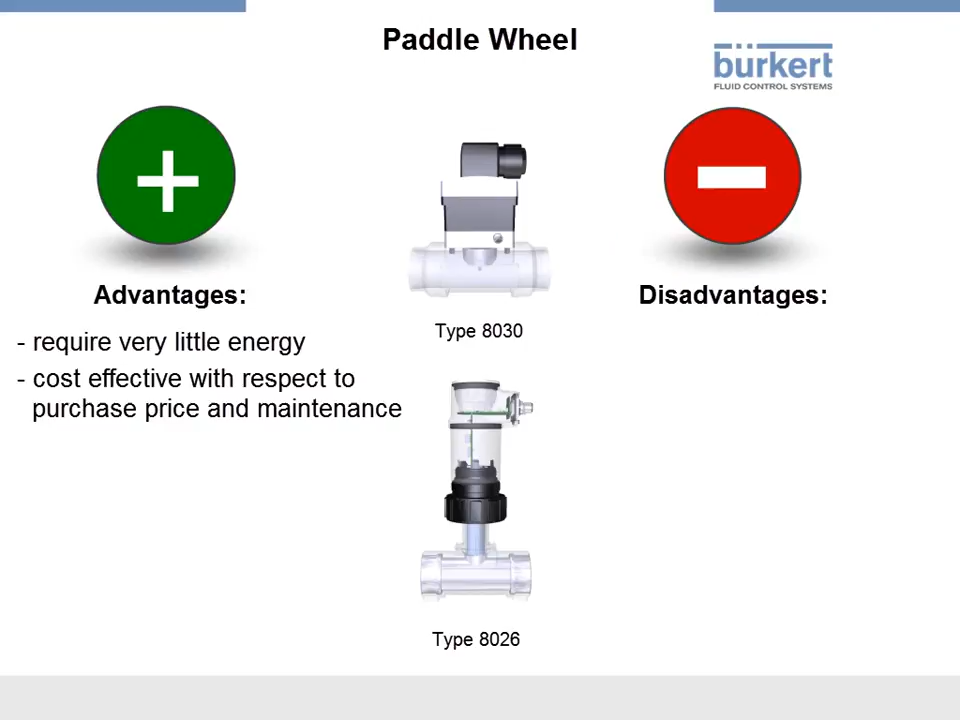 Paddle Wheel
bürkert
FLUID CONTROL SYSTEMS
Advantages:
- require very little energy
- cost effective with respect to
purchase price and maintenance
Type 8030
Type 8026
Disadvantages: